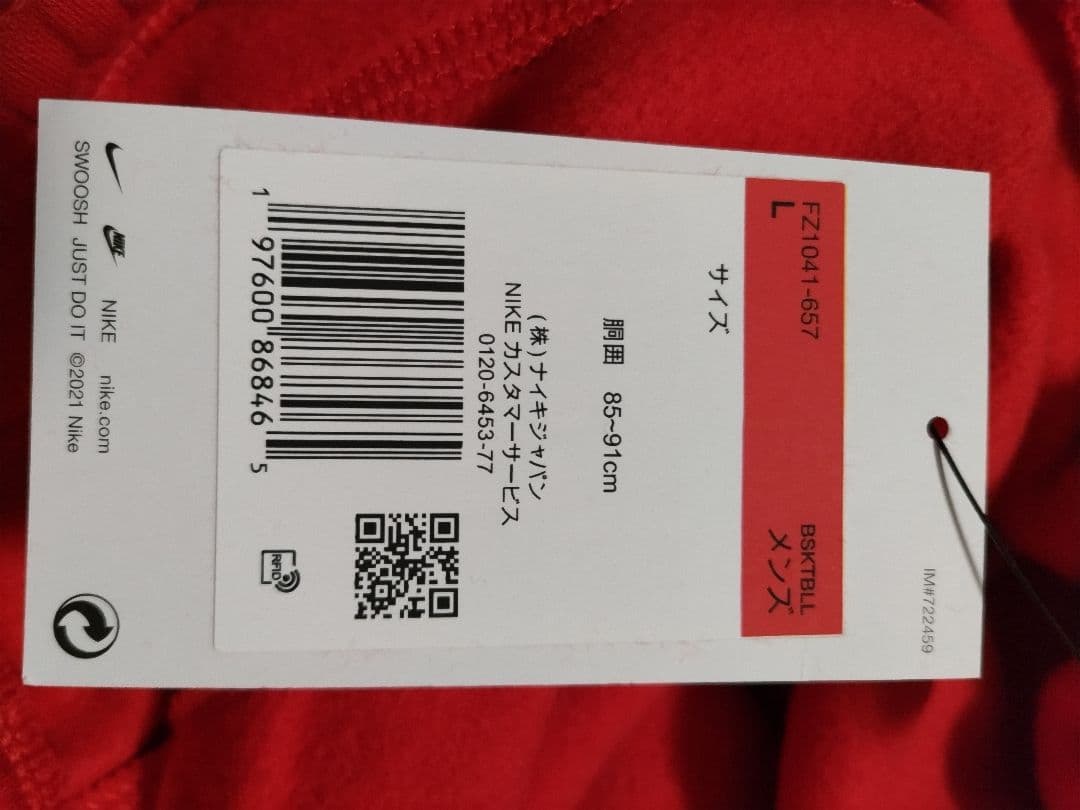 IM#722459
FZ1041-657 BSKTBLL
L メンズ
サイズ
胴囲 85~91cm
(株)ナイキジャパン
NIKE カスタマーサービス
0120-6453-77
1 97600 86846 5
RFID
NIKE NIKE nike.com
SWOOSH JUST DO IT ©2021 Nike